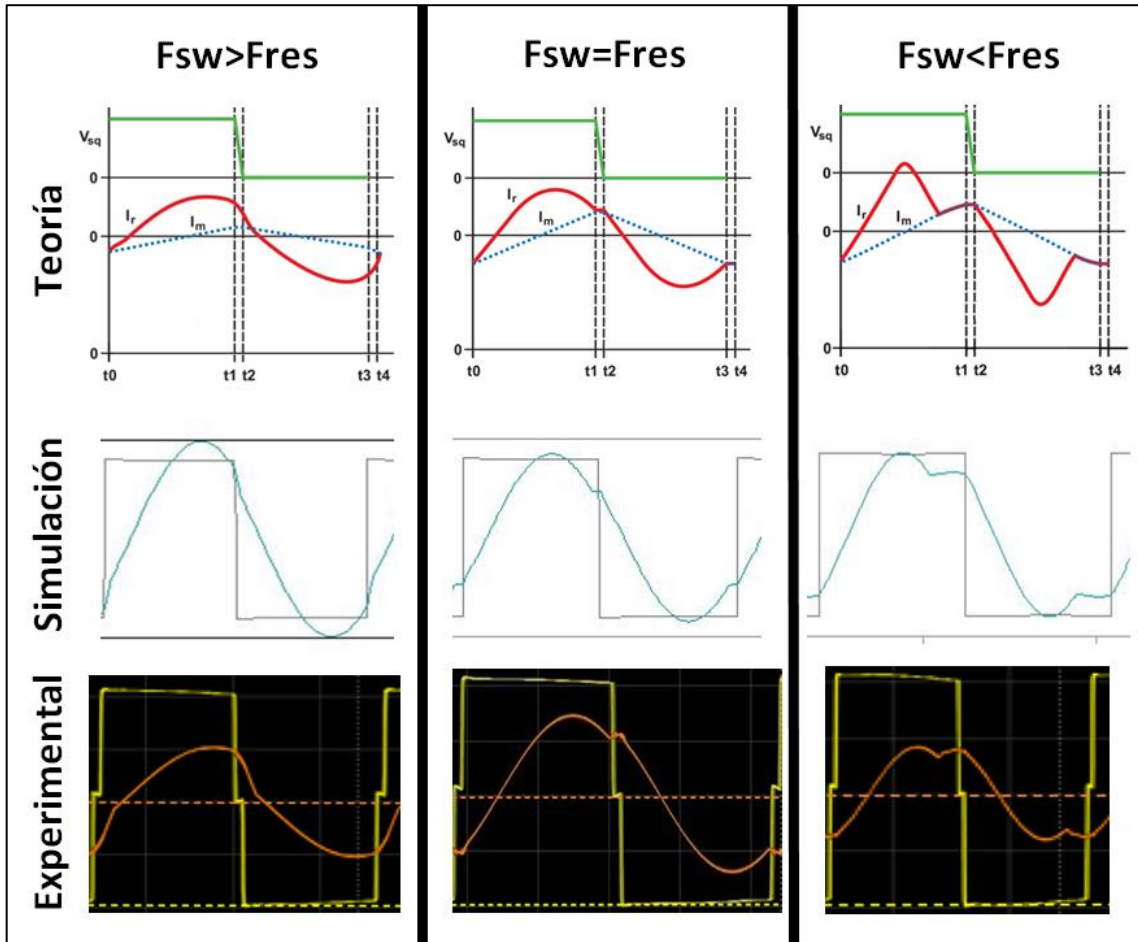 Fsw>Fres
Fsw=Fres
Fsw<Fres
Teoría
Vsq
0
Ir
Im
0
0
t0 t1 t2 t3 t4
Vsq
0
Ir
Im
0
0
t0 t1 t2 t3 t4
Vsq
0
Ir
Im
0
0
t0 t1 t2 t3 t4
Simulación
Experimental